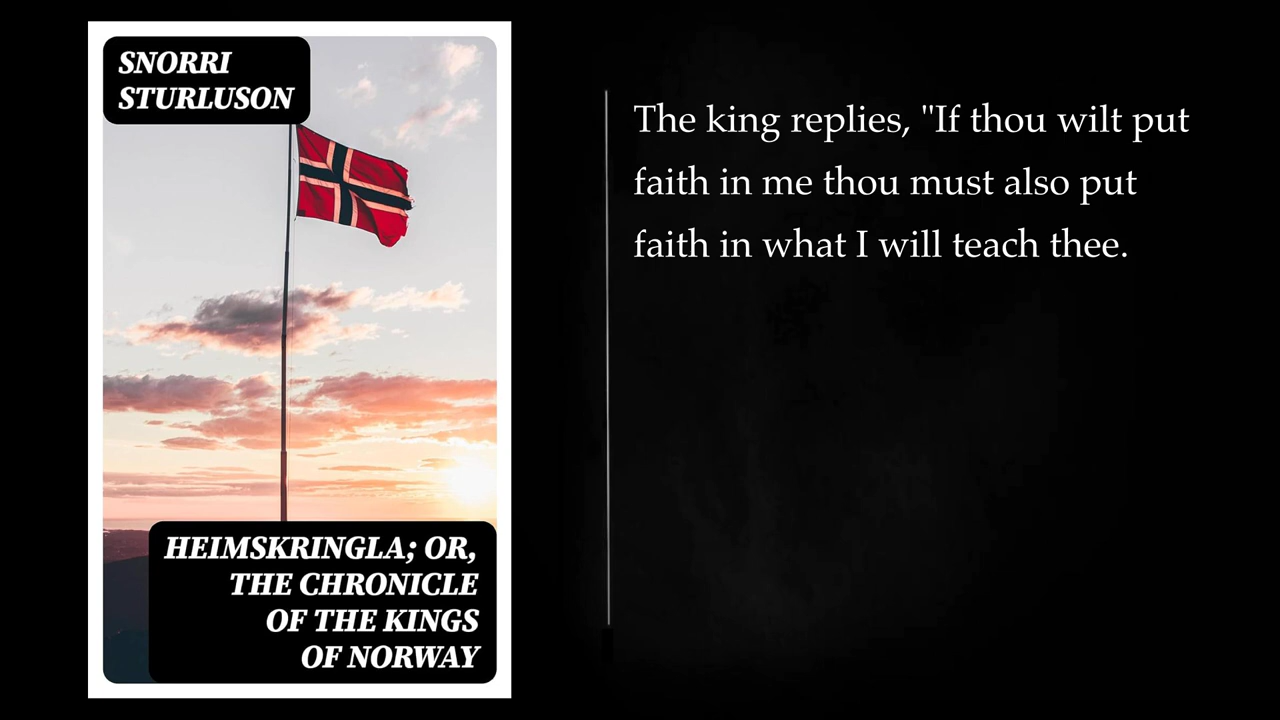 SNORRI
STURLUSON
HEIMSKRINGLA; OR,
THE CHRONICLE
OF THE KINGS
OF NORWAY
The king replies, "If thou wilt put
faith in me thou must also put
faith in what I will teach thee.